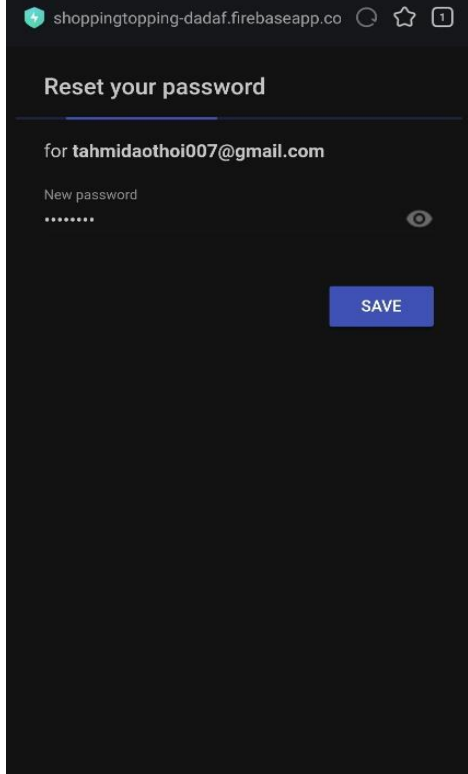 shoppingtopping-dadaf.firebaseapp.co
1
Reset your password
for tahmidaothoi007@gmail.com
New password
••••••••
SAVE